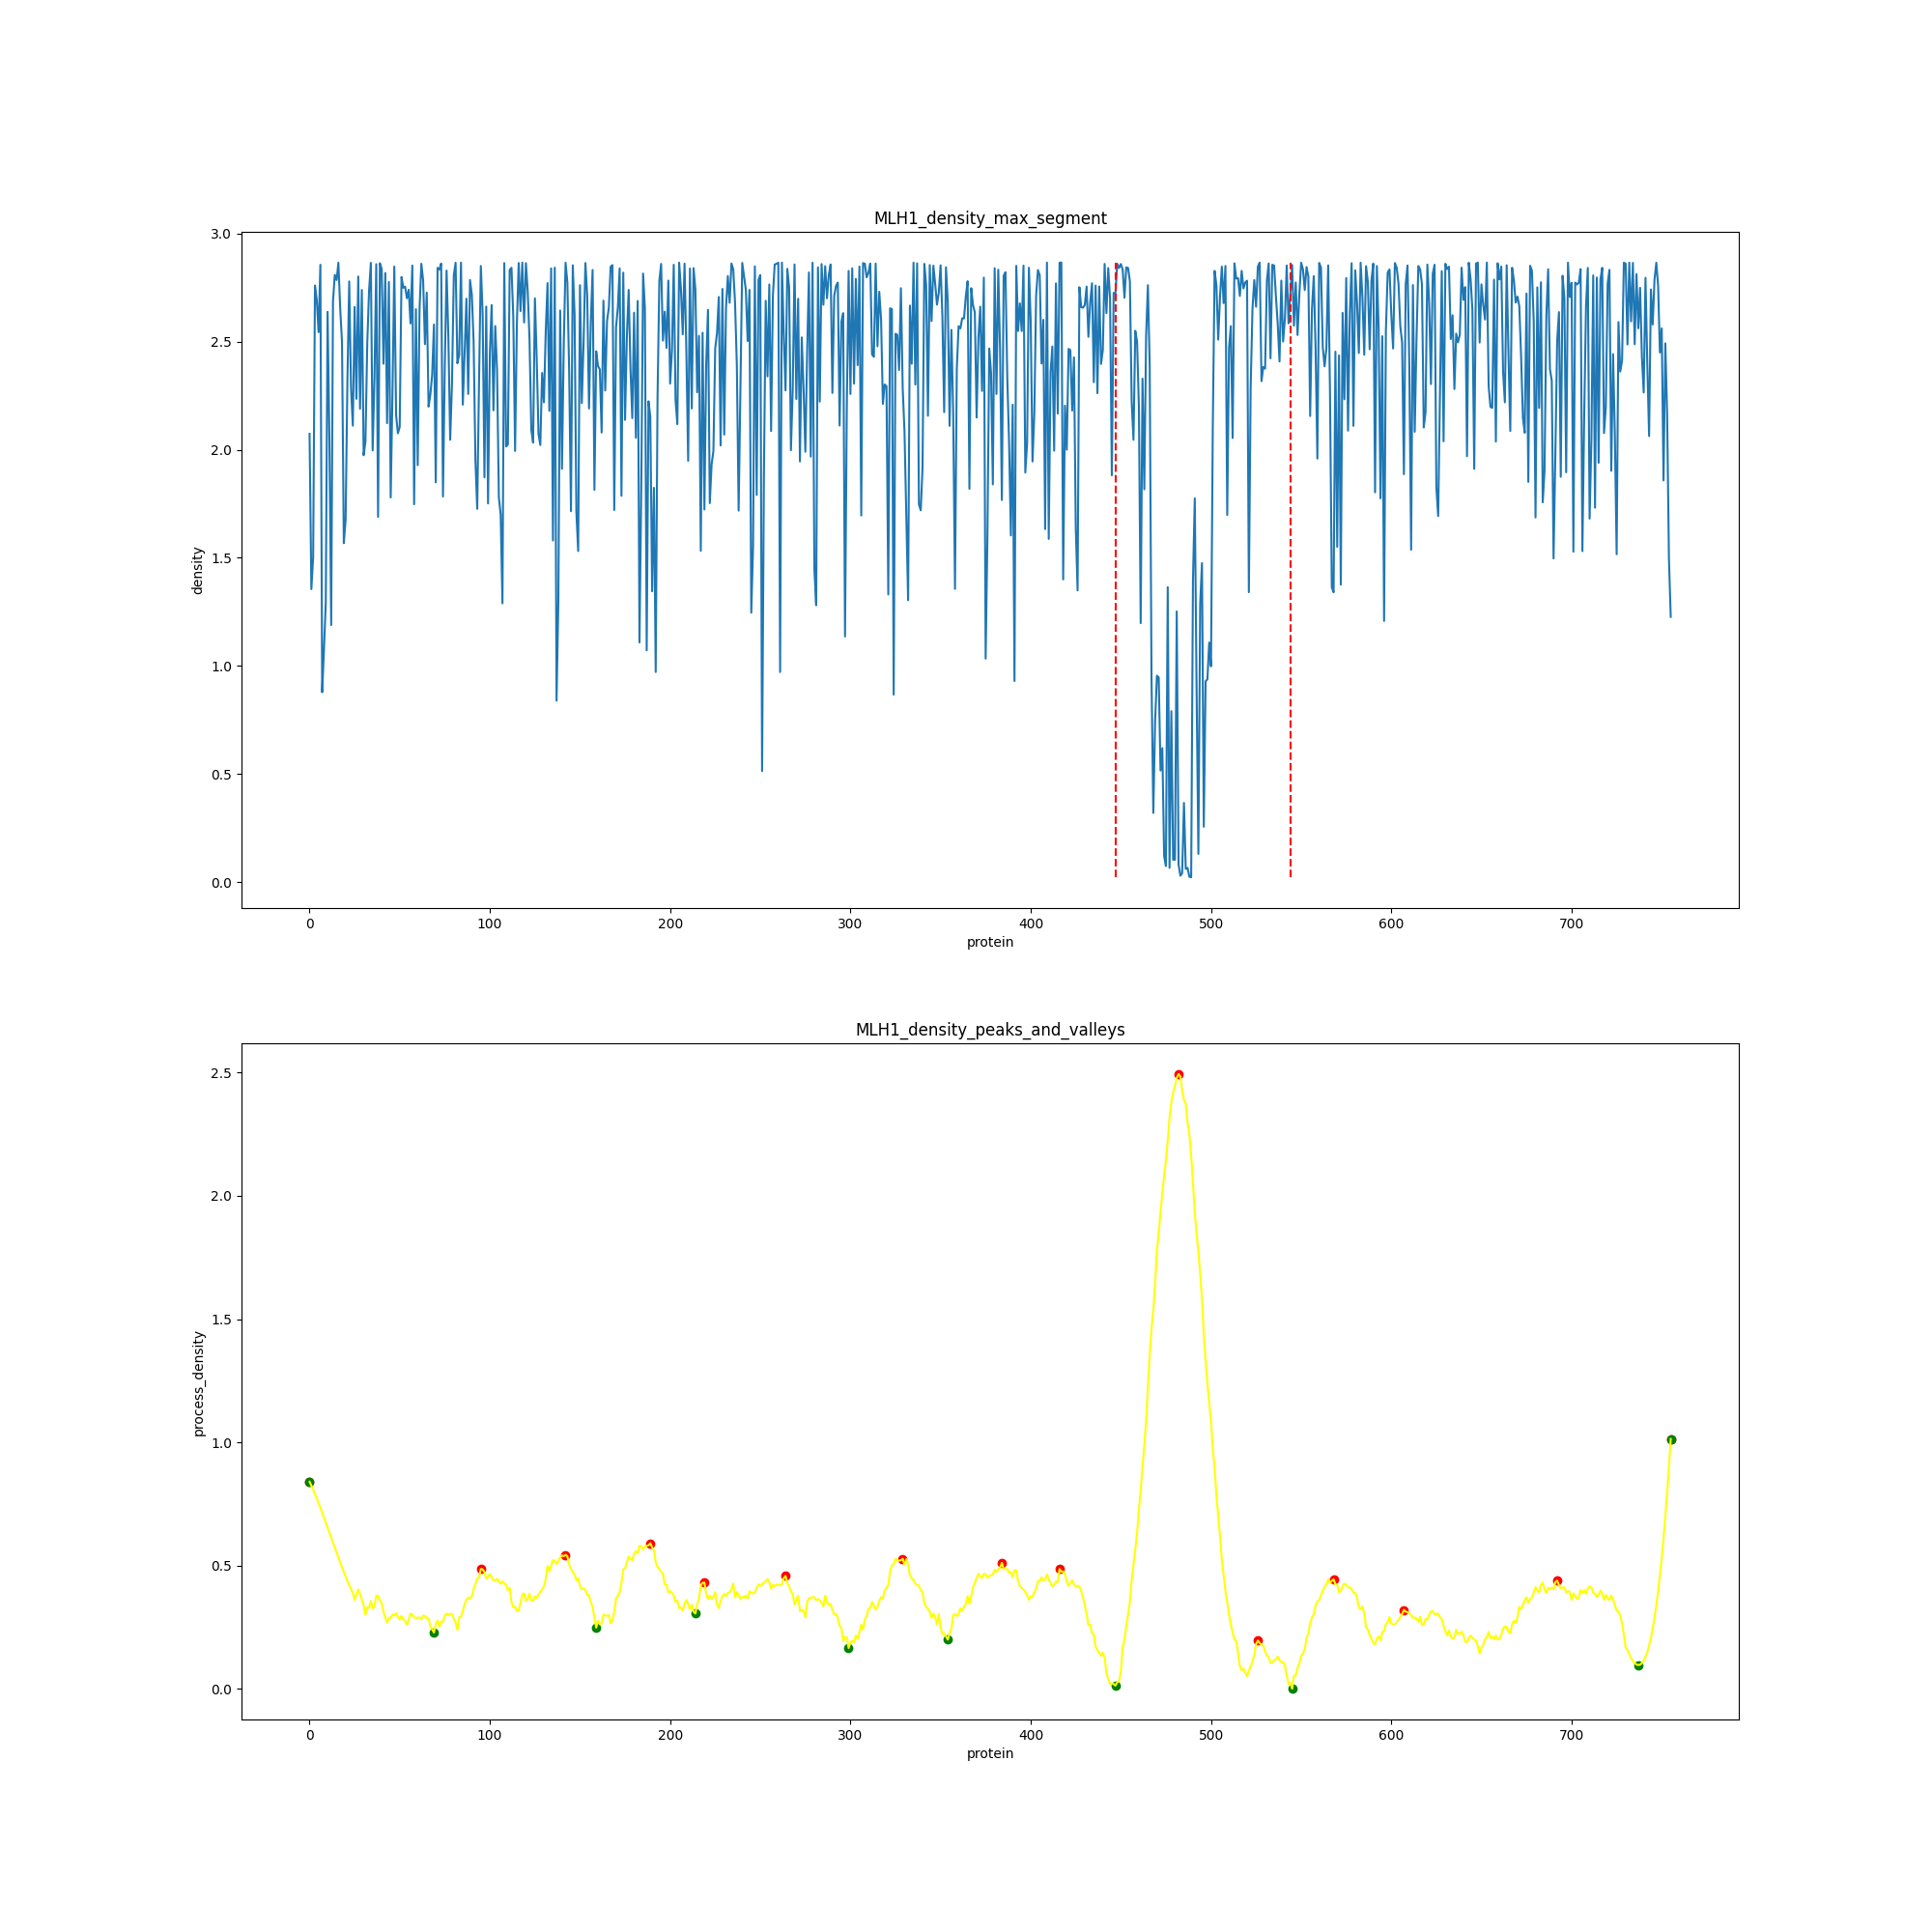 MLH1_density_max_segment
density
3.0
2.5
2.0
1.5
1.0
0.5
0.0
0 100 200 300 400 500 600 700
protein
MLH1_density_peaks_and_valleys
process_density
2.5
2.0
1.5
1.0
0.5
0.0
0 100 200 300 400 500 600 700
protein